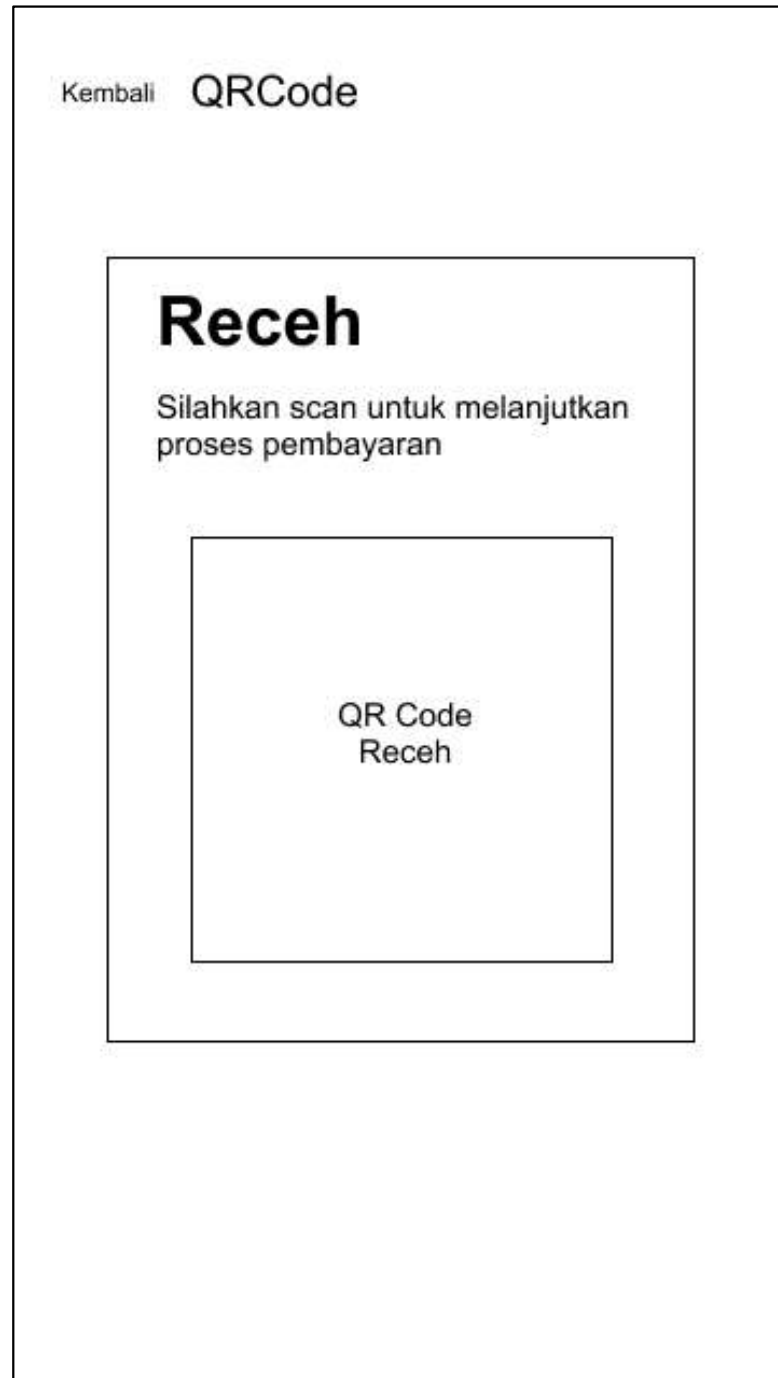 Kembali QRCode
Receh
Silahkan scan untuk melanjutkan
proses pembayaran
QR Code
Receh